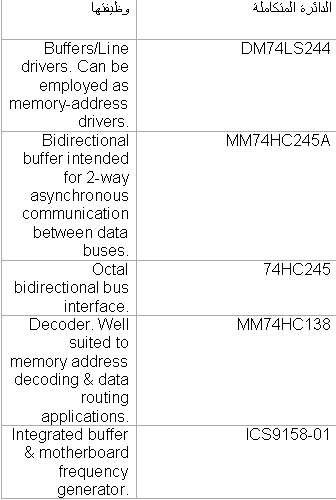 الدائرة المتكاملة
وظيفتها
DM74LS244
Buffers/Line
drivers. Can be
employed as
memory-address
drivers.
MM74HC245A
Bidirectional
buffer intended
for 2-way
asynchronous
communication
between data
buses.
74HC245
Octal
bidirectional bus
interface.
MM74HC138
Decoder. Well
suited to
memory address
decoding & data
routing
applications.
ICS9158-01
Integrated buffer
& motherboard
frequency
generator.